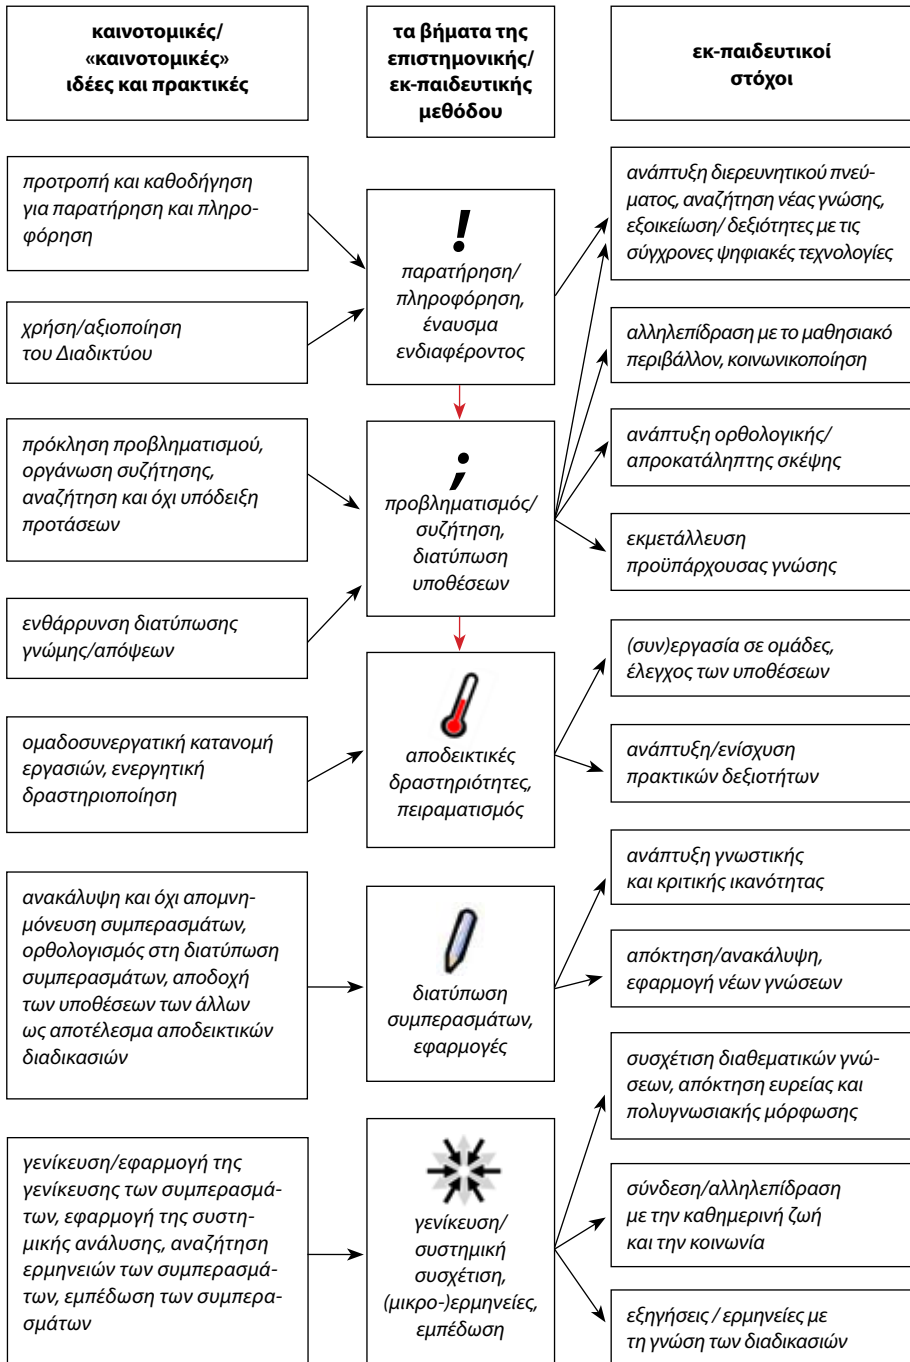 καινοτομικές/
«καινοτομικές»
ιδέες και πρακτικές
τα βήματα της
επιστημονικής/
εκ-παιδευτικής
μεθόδου
εκ-παιδευτικοί
στόχοι
προτροπή και καθοδήγηση
για παρατήρηση και πληρο-
φόρηση
χρήση/αξιοποίηση
του Διαδικτύου
πρόκληση προβληματισμού,
οργάνωση συζήτησης,
αναζήτηση και όχι υπόδειξη
προτάσεων
ενθάρρυνση διατύπωσης
γνώμης/απόψεων
ομαδοσυνεργατική κατανομή
εργασιών, ενεργητική
δραστηριοποίηση
ανακάλυψη και όχι απομνη-
μόνευση συμπερασμάτων,
ορθολογισμός στη διατύπωση
συμπερασμάτων, αποδοχή
των υποθέσεων των άλλων
ως αποτέλεσμα αποδεικτικών
διαδικασιών
γενίκευση/εφαρμογή της
γενίκευσης των συμπερασμά-
των, εφαρμογή της συστη-
μικής ανάλυσης, αναζήτηση
ερμηνειών των συμπερασμά-
των, εμπέδωση των συμπερα-
σμάτων
!
παρατήρηση/
πληροφόρηση,
έναυσμα
ενδιαφέροντος
;
προβληματισμός/
συζήτηση,
διατύπωση
υποθέσεων
αποδεικτικές
δραστηριότητες,
πειραματισμός
διατύπωση
συμπερασμάτων,
εφαρμογές
γενίκευση/
συστημική
συσχέτιση,
(μικρο-)ερμηνείες,
εμπέδωση
ανάπτυξη διερευνητικού πνεύ-
ματος, αναζήτηση νέας γνώσης,
εξοικείωση/ δεξιότητες με τις
σύγχρονες ψηφιακές τεχνολογίες
αλληλεπίδραση με το μαθησιακό
περιβάλλον, κοινωνικοποίηση
ανάπτυξη ορθολογικής/
απροκατάληπτης σκέψης
εκμετάλλευση
προϋπάρχουσας γνώσης
(συν)εργασία σε ομάδες,
έλεγχος των υποθέσεων
ανάπτυξη/ενίσχυση
πρακτικών δεξιοτήτων
ανάπτυξη γνωστικής
και κριτικής ικανότητας
απόκτηση/ανακάλυψη,
εφαρμογή νέων γνώσεων
συσχέτιση διαθεματικών γνώ-
σεων, απόκτηση ευρείας και
πολυγνωσιακής μόρφωσης
σύνδεση/αλληλεπίδραση
με την καθημερινή ζωή
και την κοινωνία
εξηγήσεις / ερμηνείες με
τη γνώση των διαδικασιών